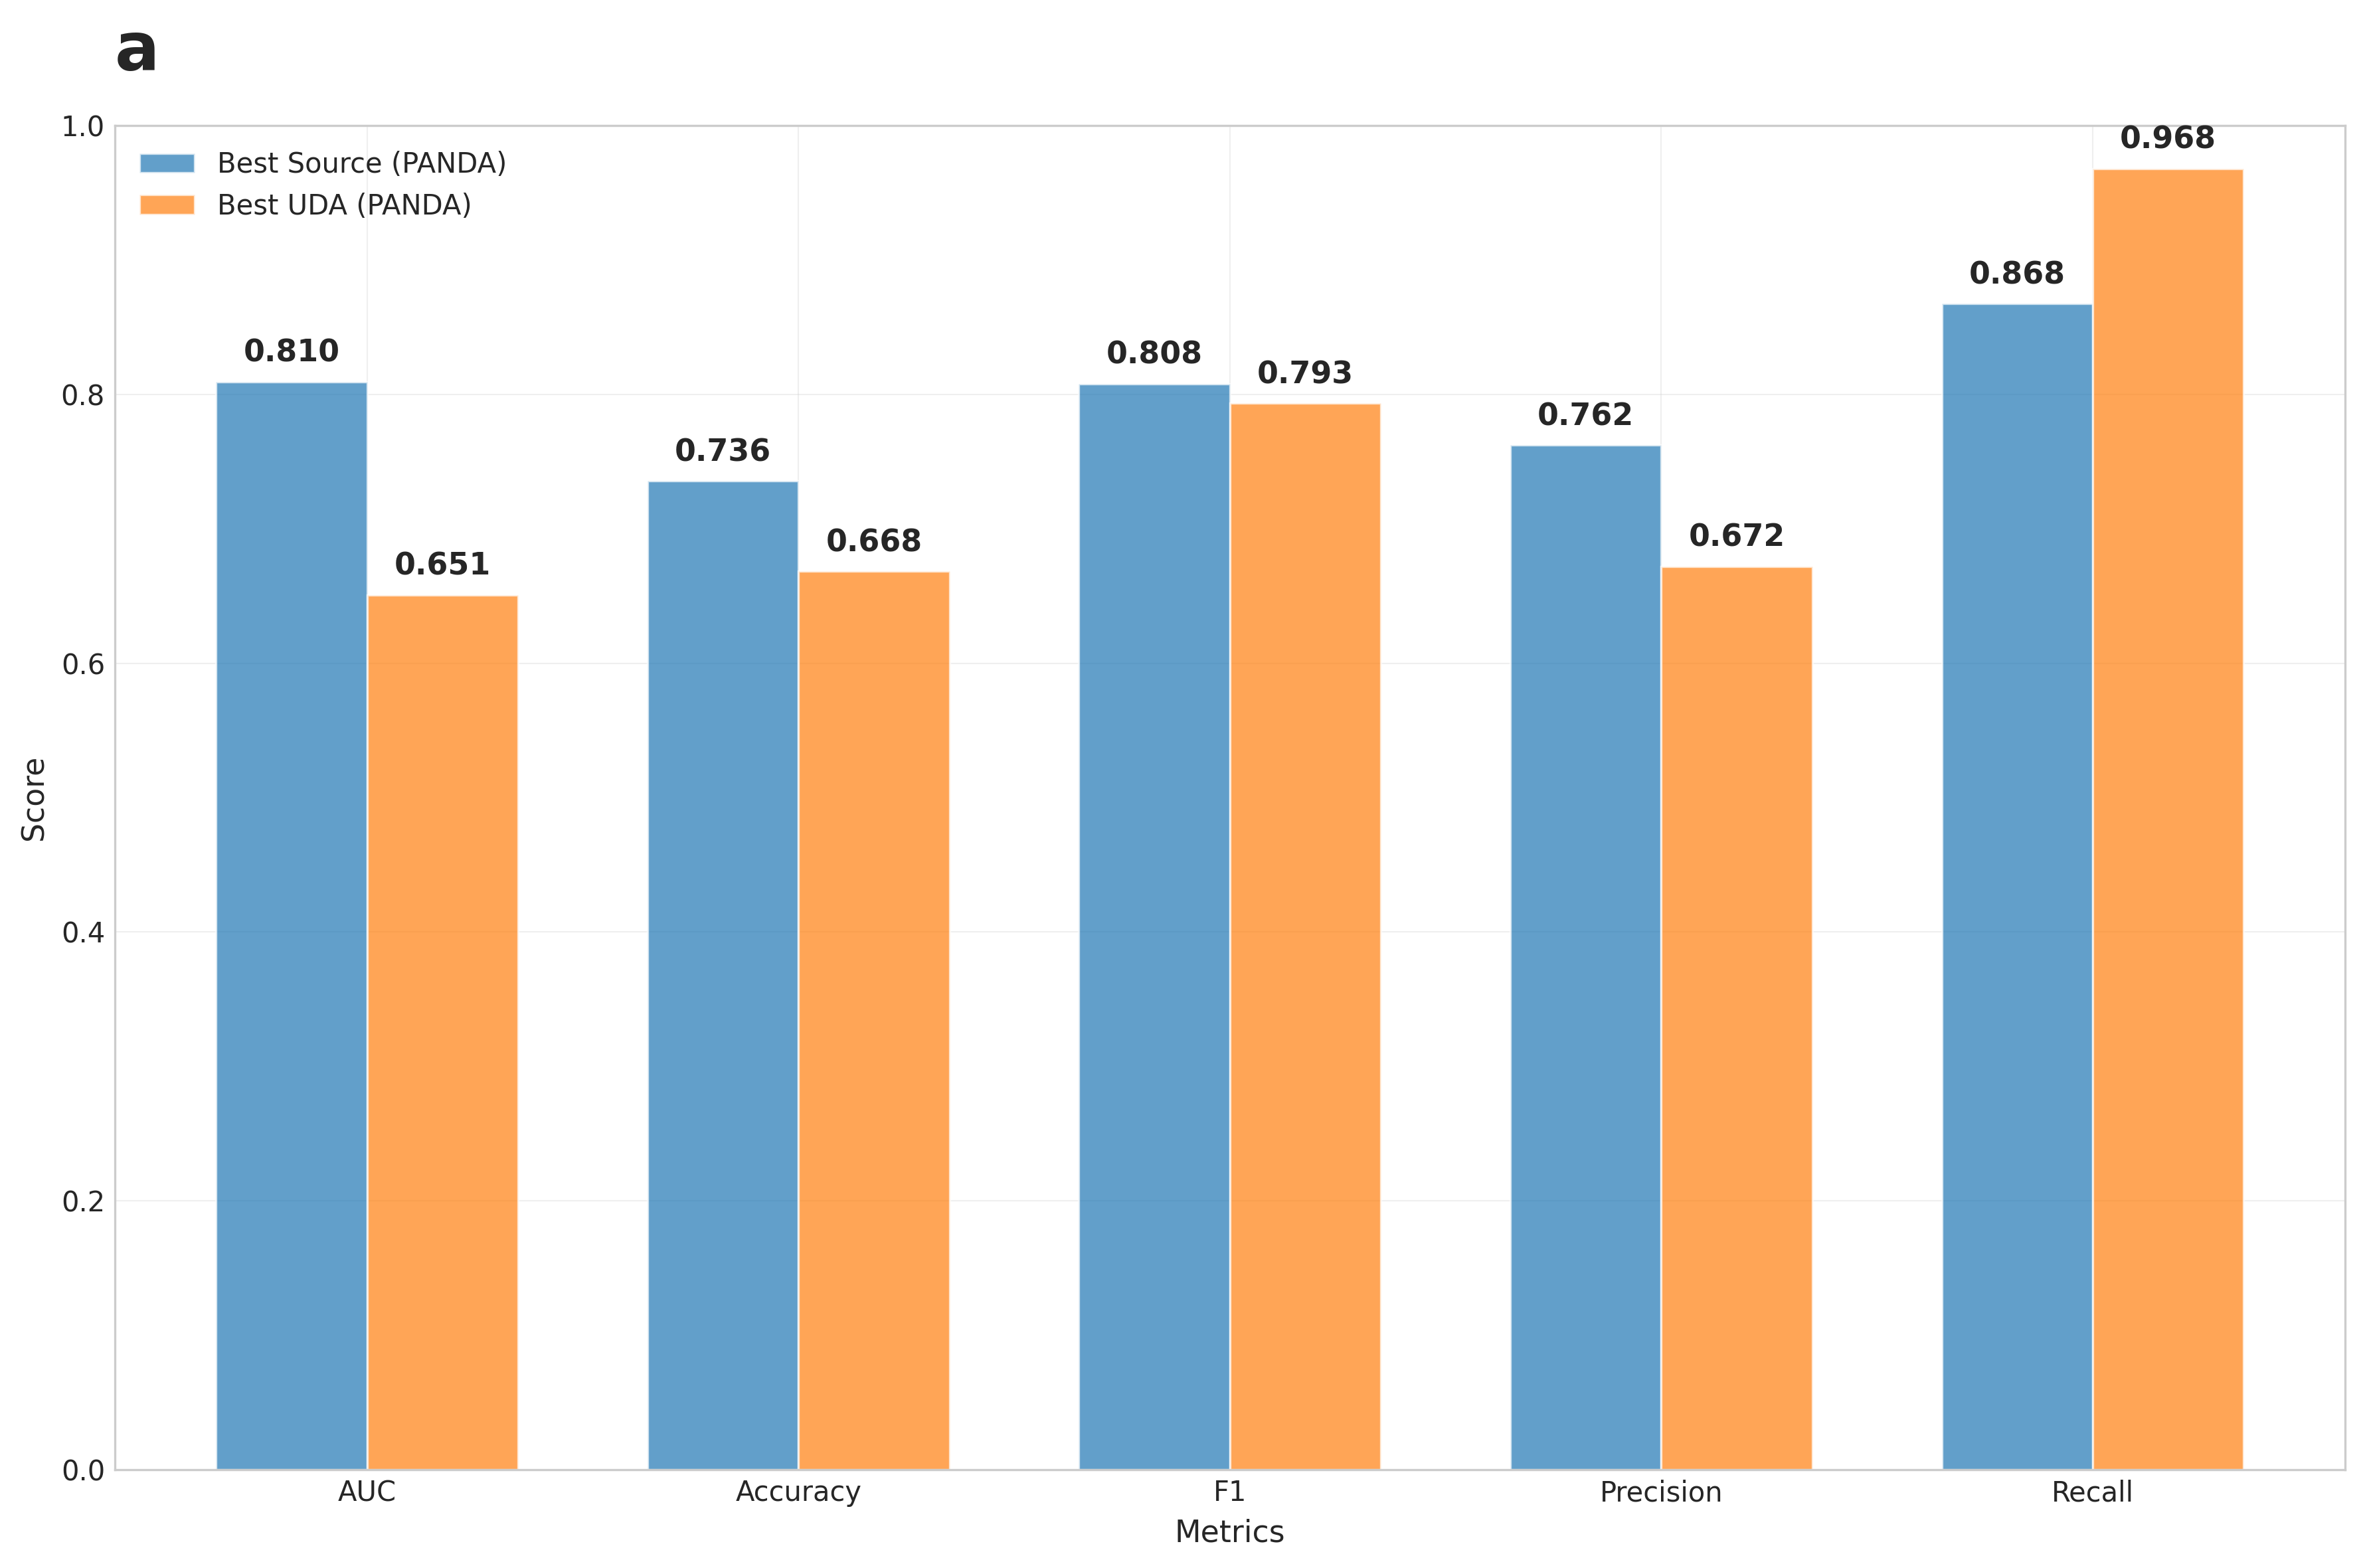 a
1.0
0.8
0.6
0.4
0.2
0.0
Score
Best Source (PANDA)
Best UDA (PANDA)
0.810
0.651
0.736
0.668
0.808
0.793
0.762
0.672
0.868
0.968
AUC
Accuracy
F1
Precision
Recall
Metrics